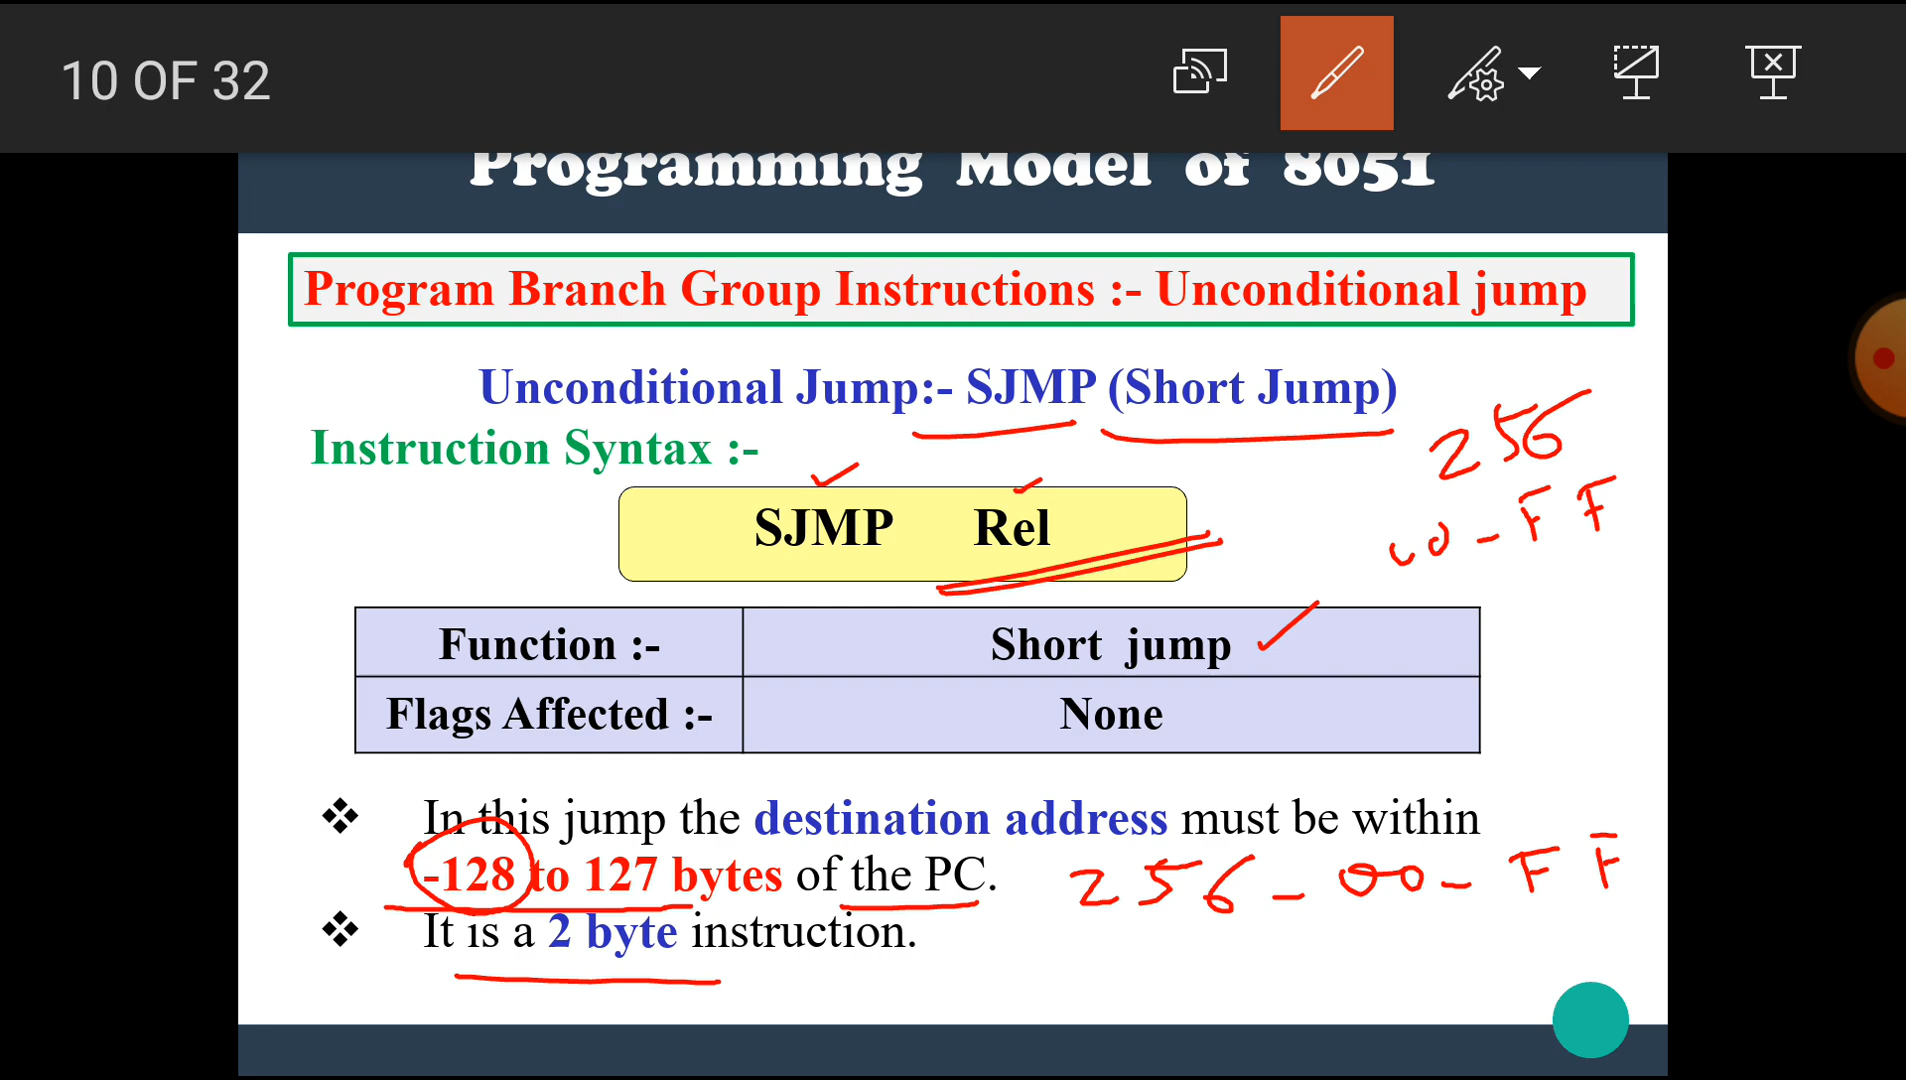 10 OF 32
Programming Model of 8051
Program Branch Group Instructions :- Unconditional jump
Unconditional Jump:- SJMP (Short Jump)
256
Instruction Syntax :-
00 - F F
SJMP Rel
Function :- Short jump
Flags Affected :- None
❖ In this jump the destination address must be within
-128 to 127 bytes of the PC.
256 - 00 - F F
❖ It is a 2 byte instruction.